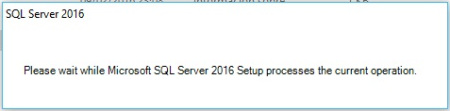 SQL Server 2016
Please wait while Microsoft SQL Server 2016 Setup processes the current operation.